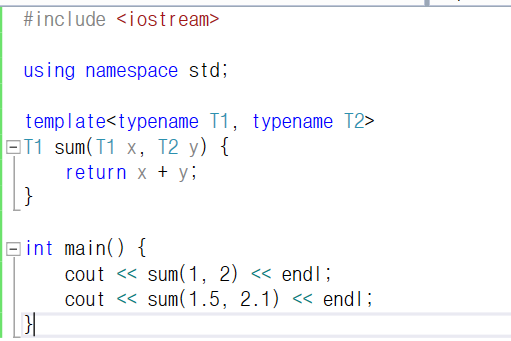 #include <iostream>
using namespace std;
template<typename T1, typename T2>
T1 sum(T1 x, T2 y) {
return x + y;
}
int main() {
cout << sum(1, 2) << endl;
cout << sum(1.5, 2.1) << endl;
}